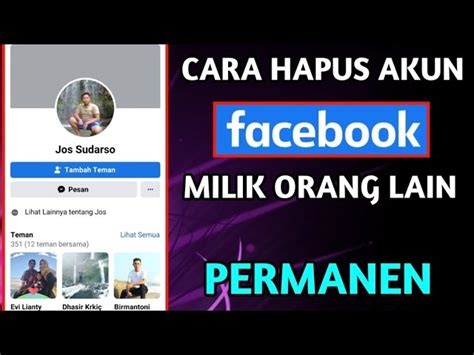 CARA HAPUS AKUN
facebook
MILIK ORANG LAIN
PERMANEN
Jos Sudarso
Tambah Teman
Pesan
Lihat Lainnya tentang Jos
Teman
Lihat Semua
351 (12 teman bersama)
Evi Lianty
Dhasir Krkiç
Birmantoni